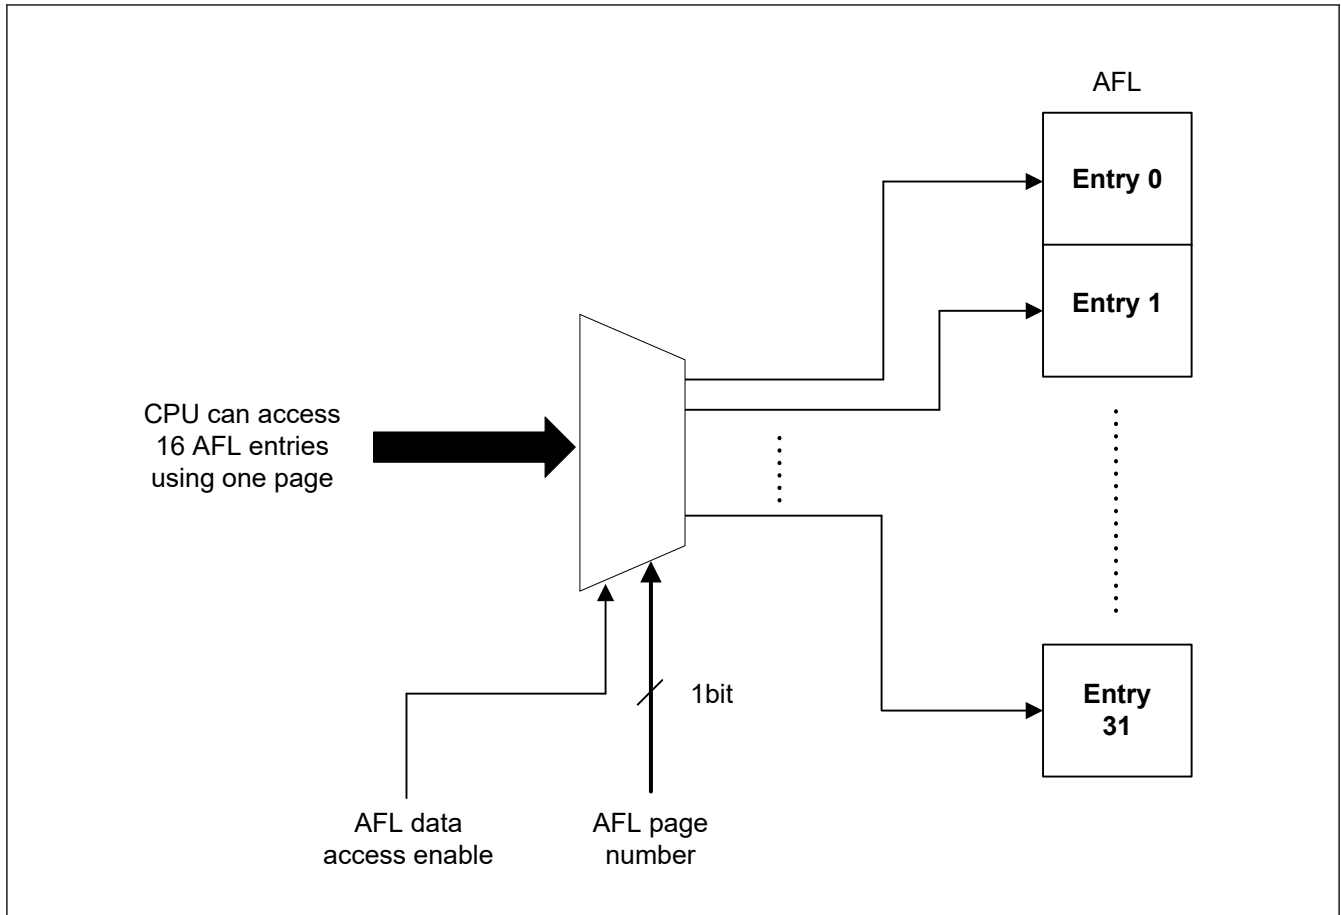 AFL
Entry 0
Entry 1
CPU can access
16 AFL entries
using one page
1bit
Entry
31
AFL data
access enable
AFL page
number